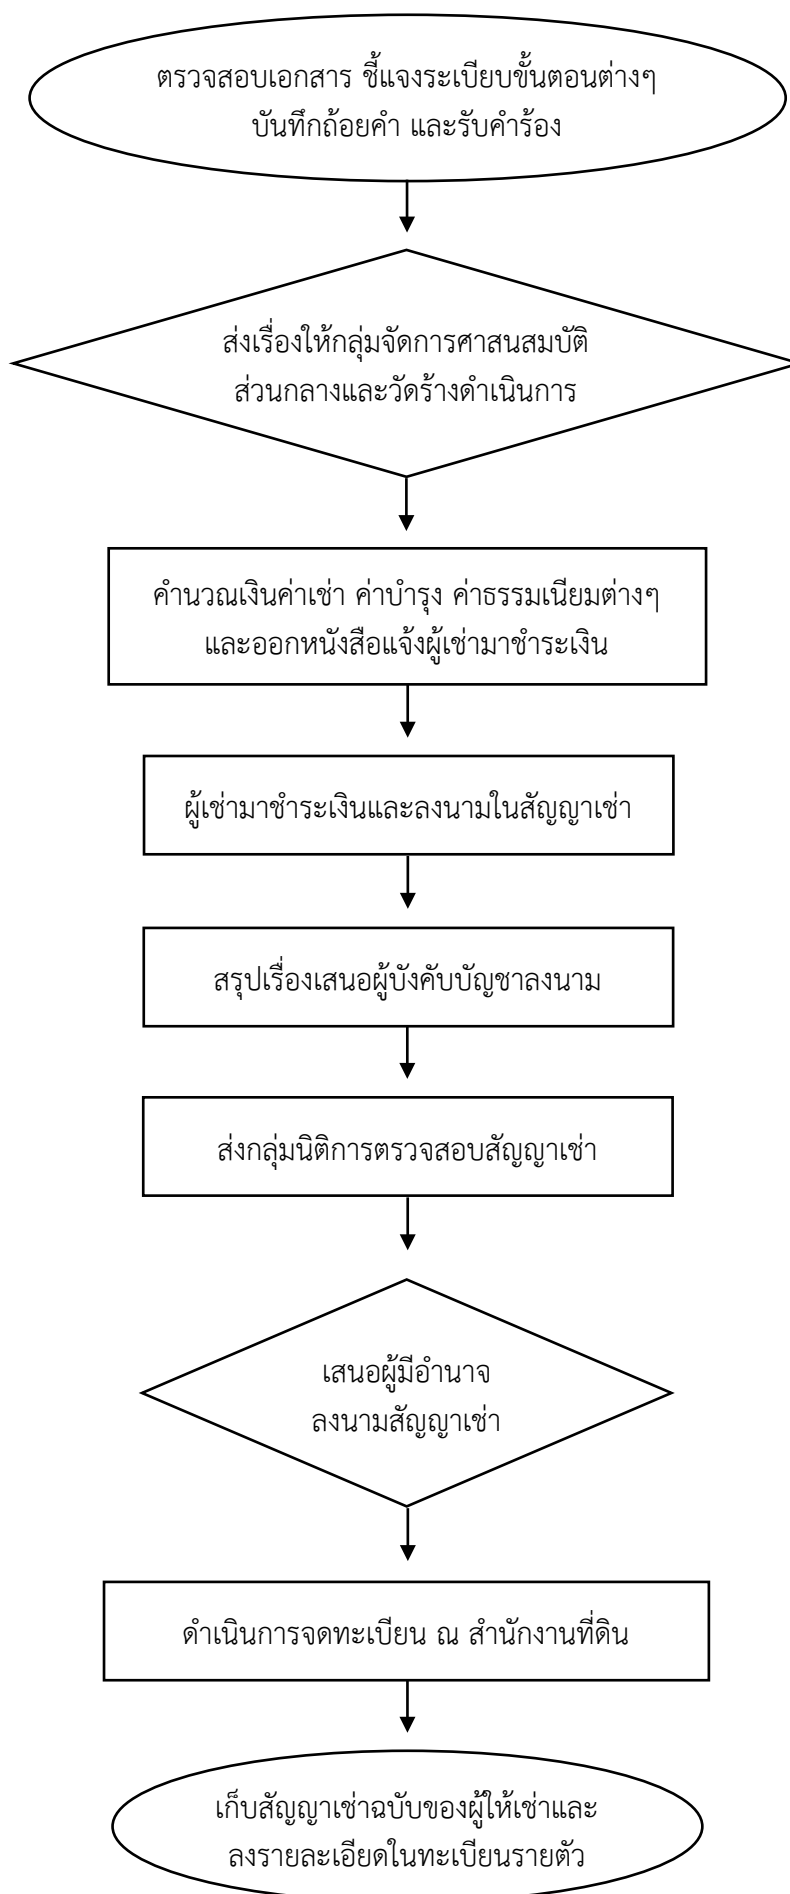 ตรวจสอบเอกสาร ชี้แจงระเบียบขั้นตอนต่างๆ
บันทึกถ้อยคำ และรับคำร้อง
ส่งเรื่องให้กลุ่มจัดการศาสนสมบัติ
ส่วนกลางและวัดร้างดำเนินการ
คำนวณเงินค่าเช่า ค่าบำรุง ค่าธรรมเนียมต่างๆ
และออกหนังสือแจ้งผู้เช่ามาชำระเงิน
ผู้เช่ามาชำระเงินและลงนามในสัญญาเช่า
สรุปเรื่องเสนอผู้บังคับบัญชาลงนาม
ส่งกลุ่มนิติการตรวจสอบสัญญาเช่า
เสนอผู้มีอำนาจ
ลงนามสัญญาเช่า
ดำเนินการจดทะเบียน ณ สำนักงานที่ดิน
เก็บสัญญาเช่าฉบับของผู้ให้เช่าและ
ลงรายละเอียดในทะเบียนรายตัว